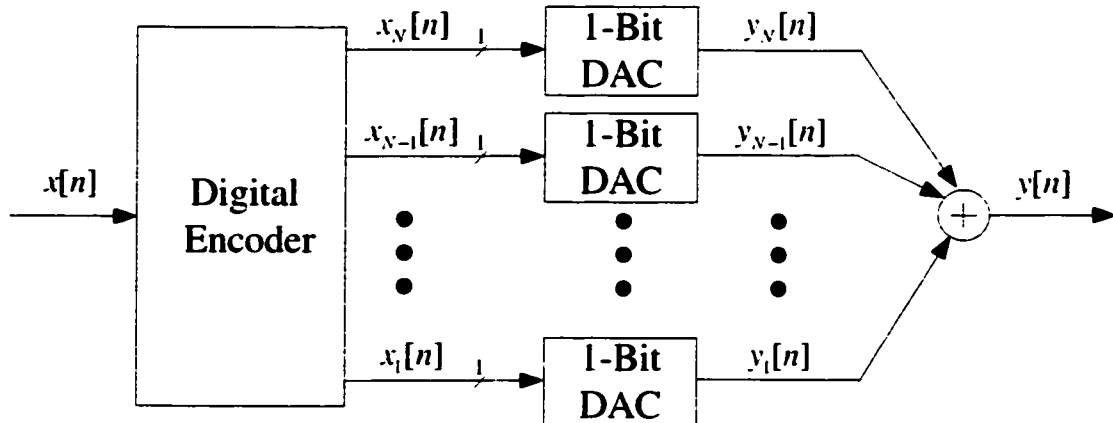 x_N[n] 1 1-Bit DAC y_N[n]
x_{N-1}[n] 1 1-Bit DAC y_{N-1}[n]
x[n] Digital Encoder + y[n]
x_1[n] 1 1-Bit DAC y_1[n]